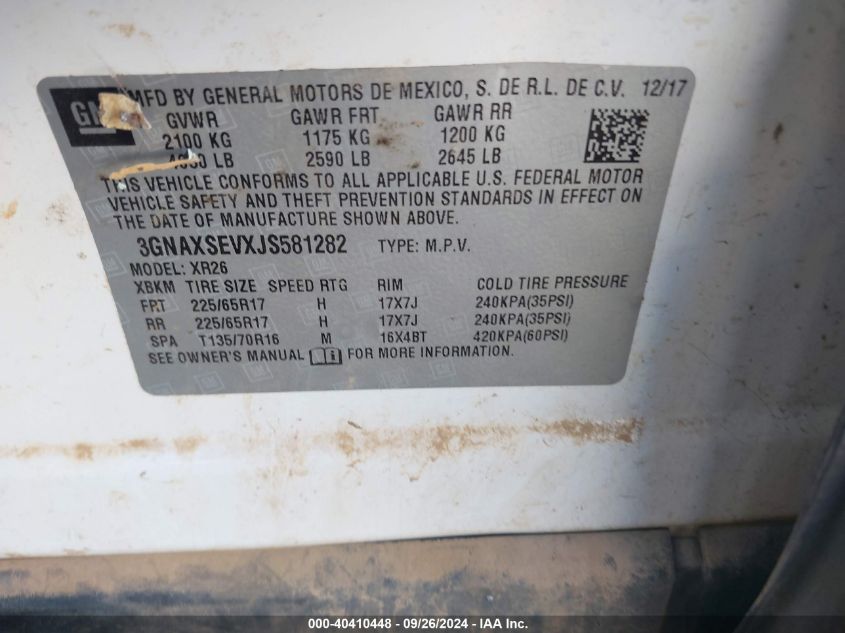 GM MFD BY GENERAL MOTORS DE MEXICO, S. DE R.L. DE C.V. 12/17
GVWR GAWR FRT GAWR RR
2100 KG 1175 KG 1200 KG
LB 2590 LB 2645 LB
THIS VEHICLE CONFORMS TO ALL APPLICABLE U.S. FEDERAL MOTOR
VEHICLE SAFETY AND THEFT PREVENTION STANDARDS IN EFFECT ON
THE DATE OF MANUFACTURE SHOWN ABOVE.
3GNAXSEVXJS581282 TYPE: M.P.V.
MODEL: XR26
XBKM TIRE SIZE SPEED RTG RIM COLD TIRE PRESSURE
FRT 225/65R17 H 17X7J 240KPA(35PSI)
RR 225/65R17 H 17X7J 240KPA(35PSI)
SPA T135/70R16 M 16X4BT 420KPA(60PSI)
SEE OWNER'S MANUAL FOR MORE INFORMATION.
000-40410448 - 09/26/2024 - IAA Inc.